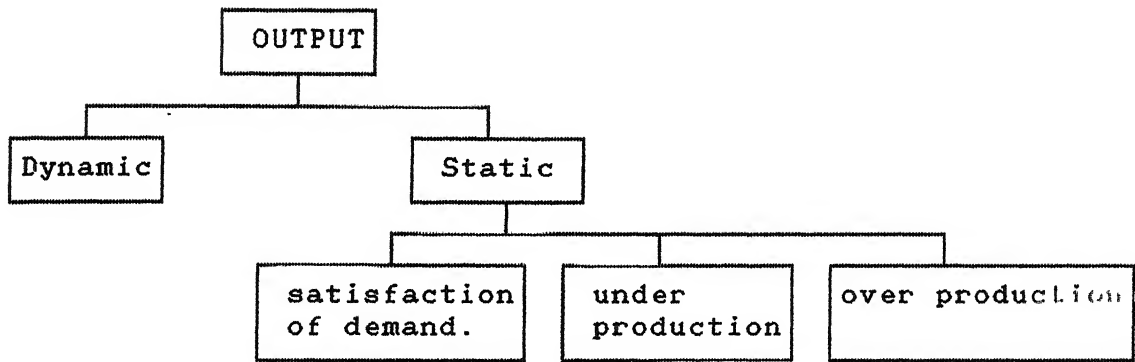 OUTPUT
Dynamic
Static
satisfaction
of demand.
under
production
over production